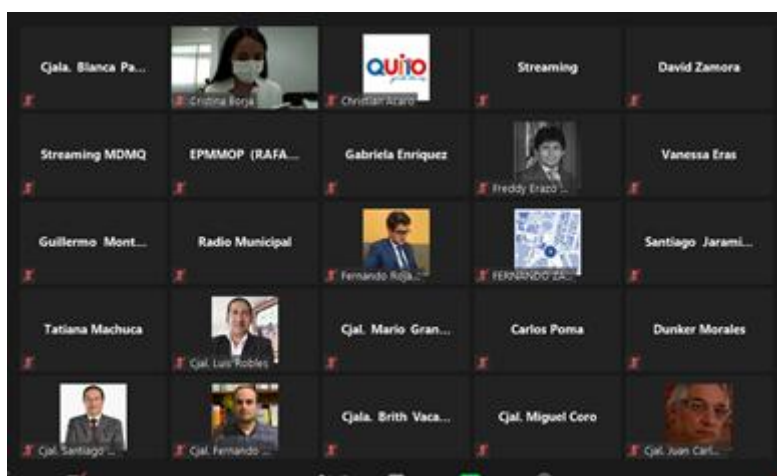 Cjala. Blanca Pa...
Cristina Borja
QUITO
Christian Acaro
Streaming
David Zamora
Streaming MDMQ
EPMMOP (RAFA...
Gabriela Enriquez
Freddy Erazo ...
Vanessa Eras
Guillermo Mont...
Radio Municipal
Fernando Roja...
FERNANDO ZA...
Santiago Jarami...
Tatiana Machuca
Cjal. Luis Robles
Cjal. Mario Gran...
Carlos Poma
Dunker Morales
Cjal. Santiago ...
Cjal. Fernando ...
Cjala. Brith Vaca...
Cjal. Miguel Coro
Cjal. Juan Carl...